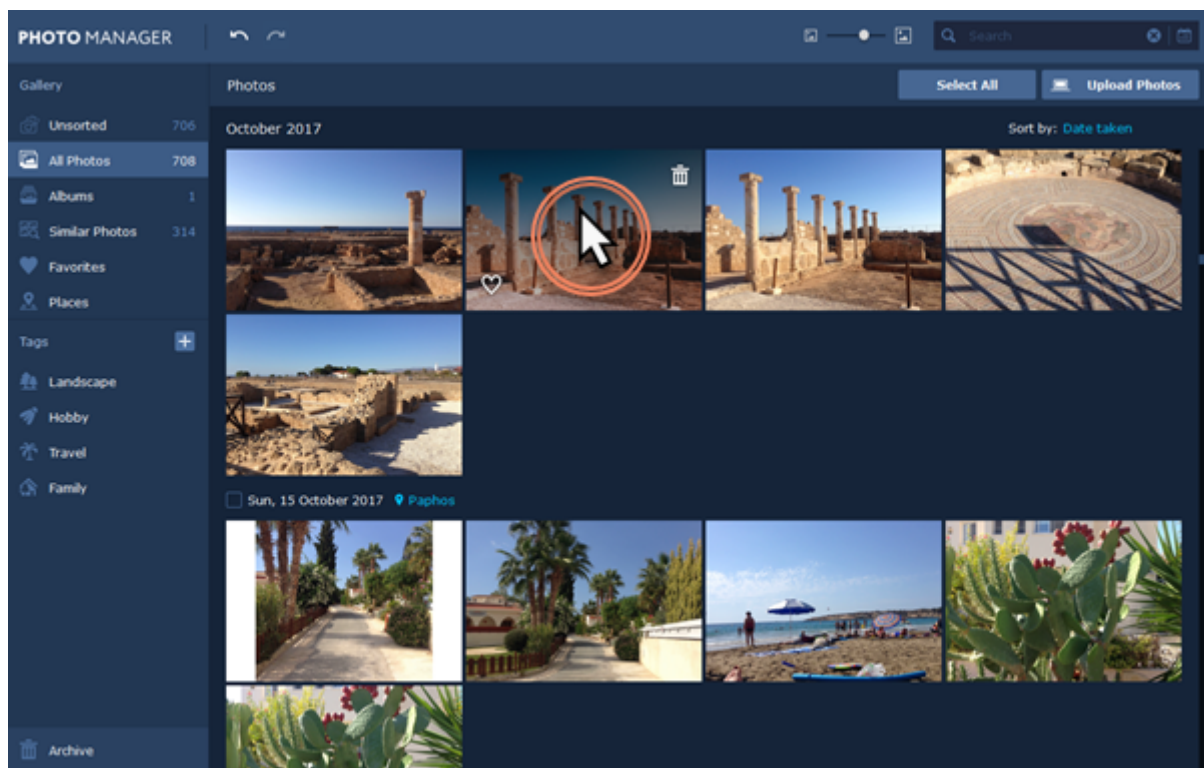 PHOTO MANAGER
Search
Gallery
Photos
Select All
Upload Photos
Unsorted 706
October 2017
Sort by: Date taken
All Photos 708
Albums 1
Similar Photos 314
Favorites
Places
Tags
Landscape
Hobby
Travel
Family
Sun, 15 October 2017 Paphos
Archive